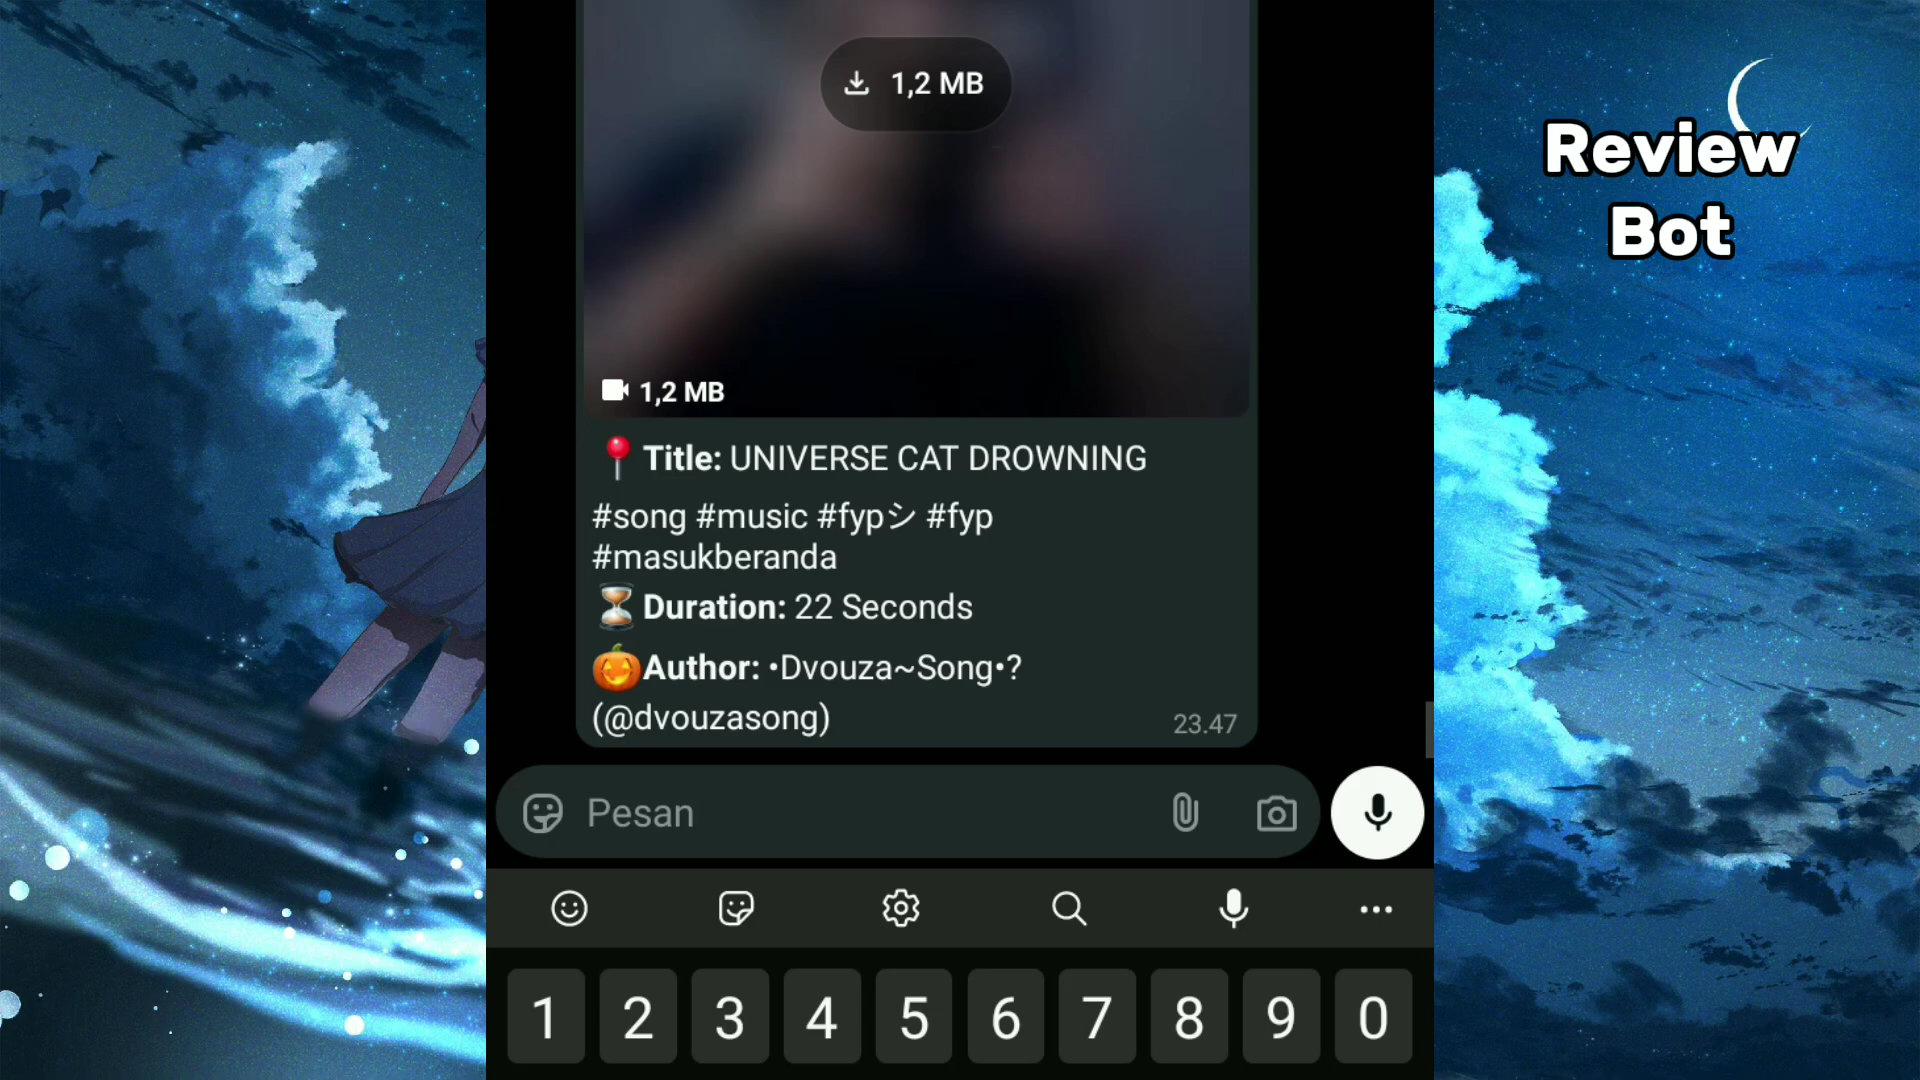 1,2 MB
1,2 MB
📍 Title: UNIVERSE CAT DROWNING
#song #music #fypシ #fyp
#masukberanda
⏳ Duration: 22 Seconds
🎃Author: •Dvouza~Song•?
(@dvouzasong)
23.47
Pesan
1 2 3 4 5 6 7 8 9 0
Review
Bot